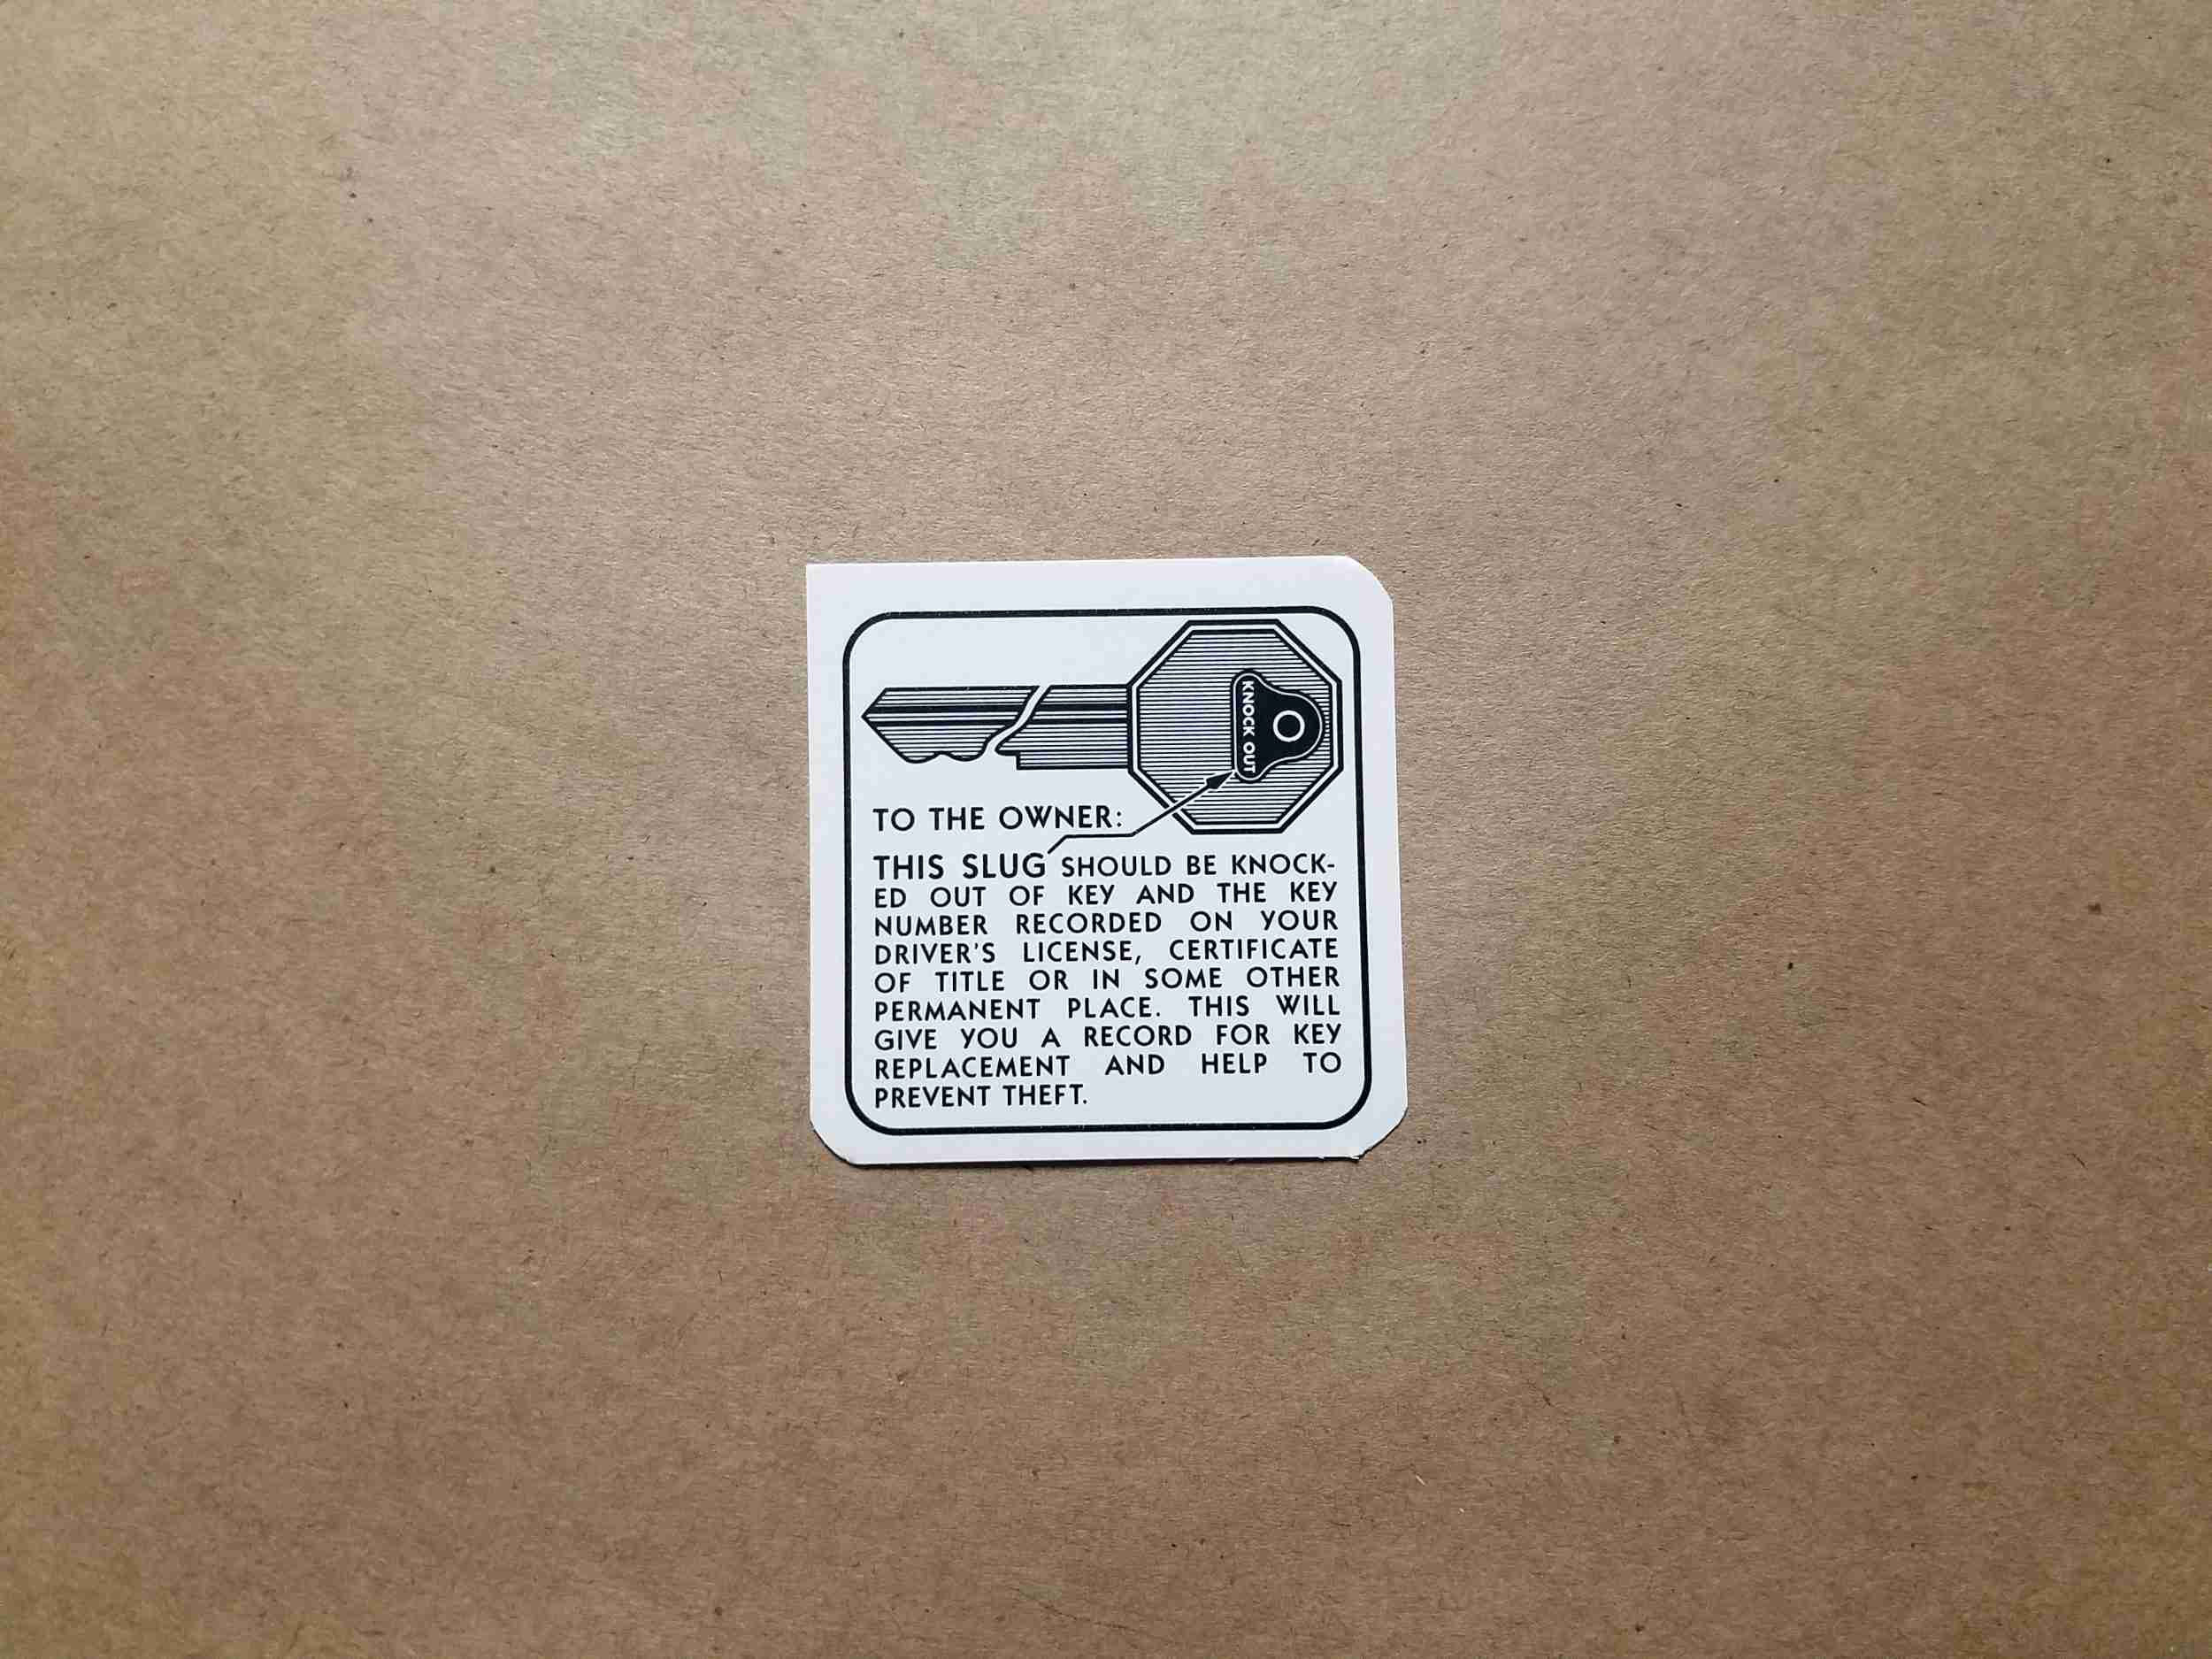 KNOCK OUT
TO THE OWNER:
THIS SLUG SHOULD BE KNOCK-
ED OUT OF KEY AND THE KEY
NUMBER RECORDED ON YOUR
DRIVER'S LICENSE, CERTIFICATE
OF TITLE OR IN SOME OTHER
PERMANENT PLACE. THIS WILL
GIVE YOU A RECORD FOR KEY
REPLACEMENT AND HELP TO
PREVENT THEFT.